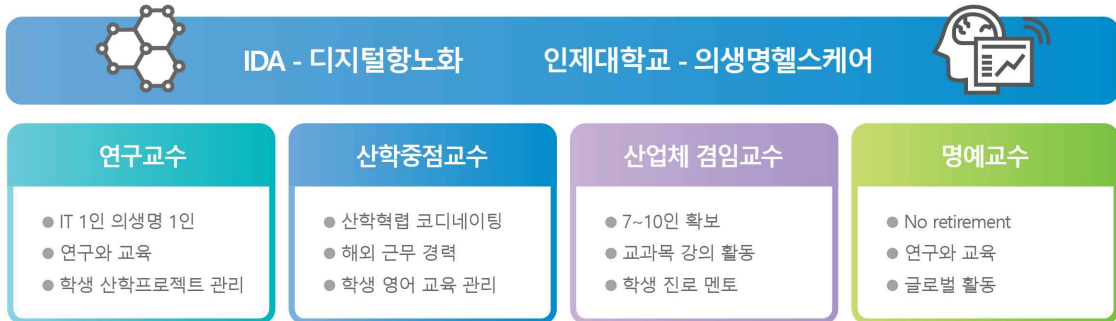 IDA - 디지털항노화 인제대학교 - 의생명헬스케어
연구교수
IT 1인 의생명 1인
연구와 교육
학생 산학프로젝트 관리
산학중점교수
산학혁렵 코디네이팅
해외 근무 경력
학생 영어 교육 관리
산업체 겸임교수
7~10인 확보
교과목 강의 활동
학생 진로 멘토
명예교수
No retirement
연구와 교육
글로벌 활동